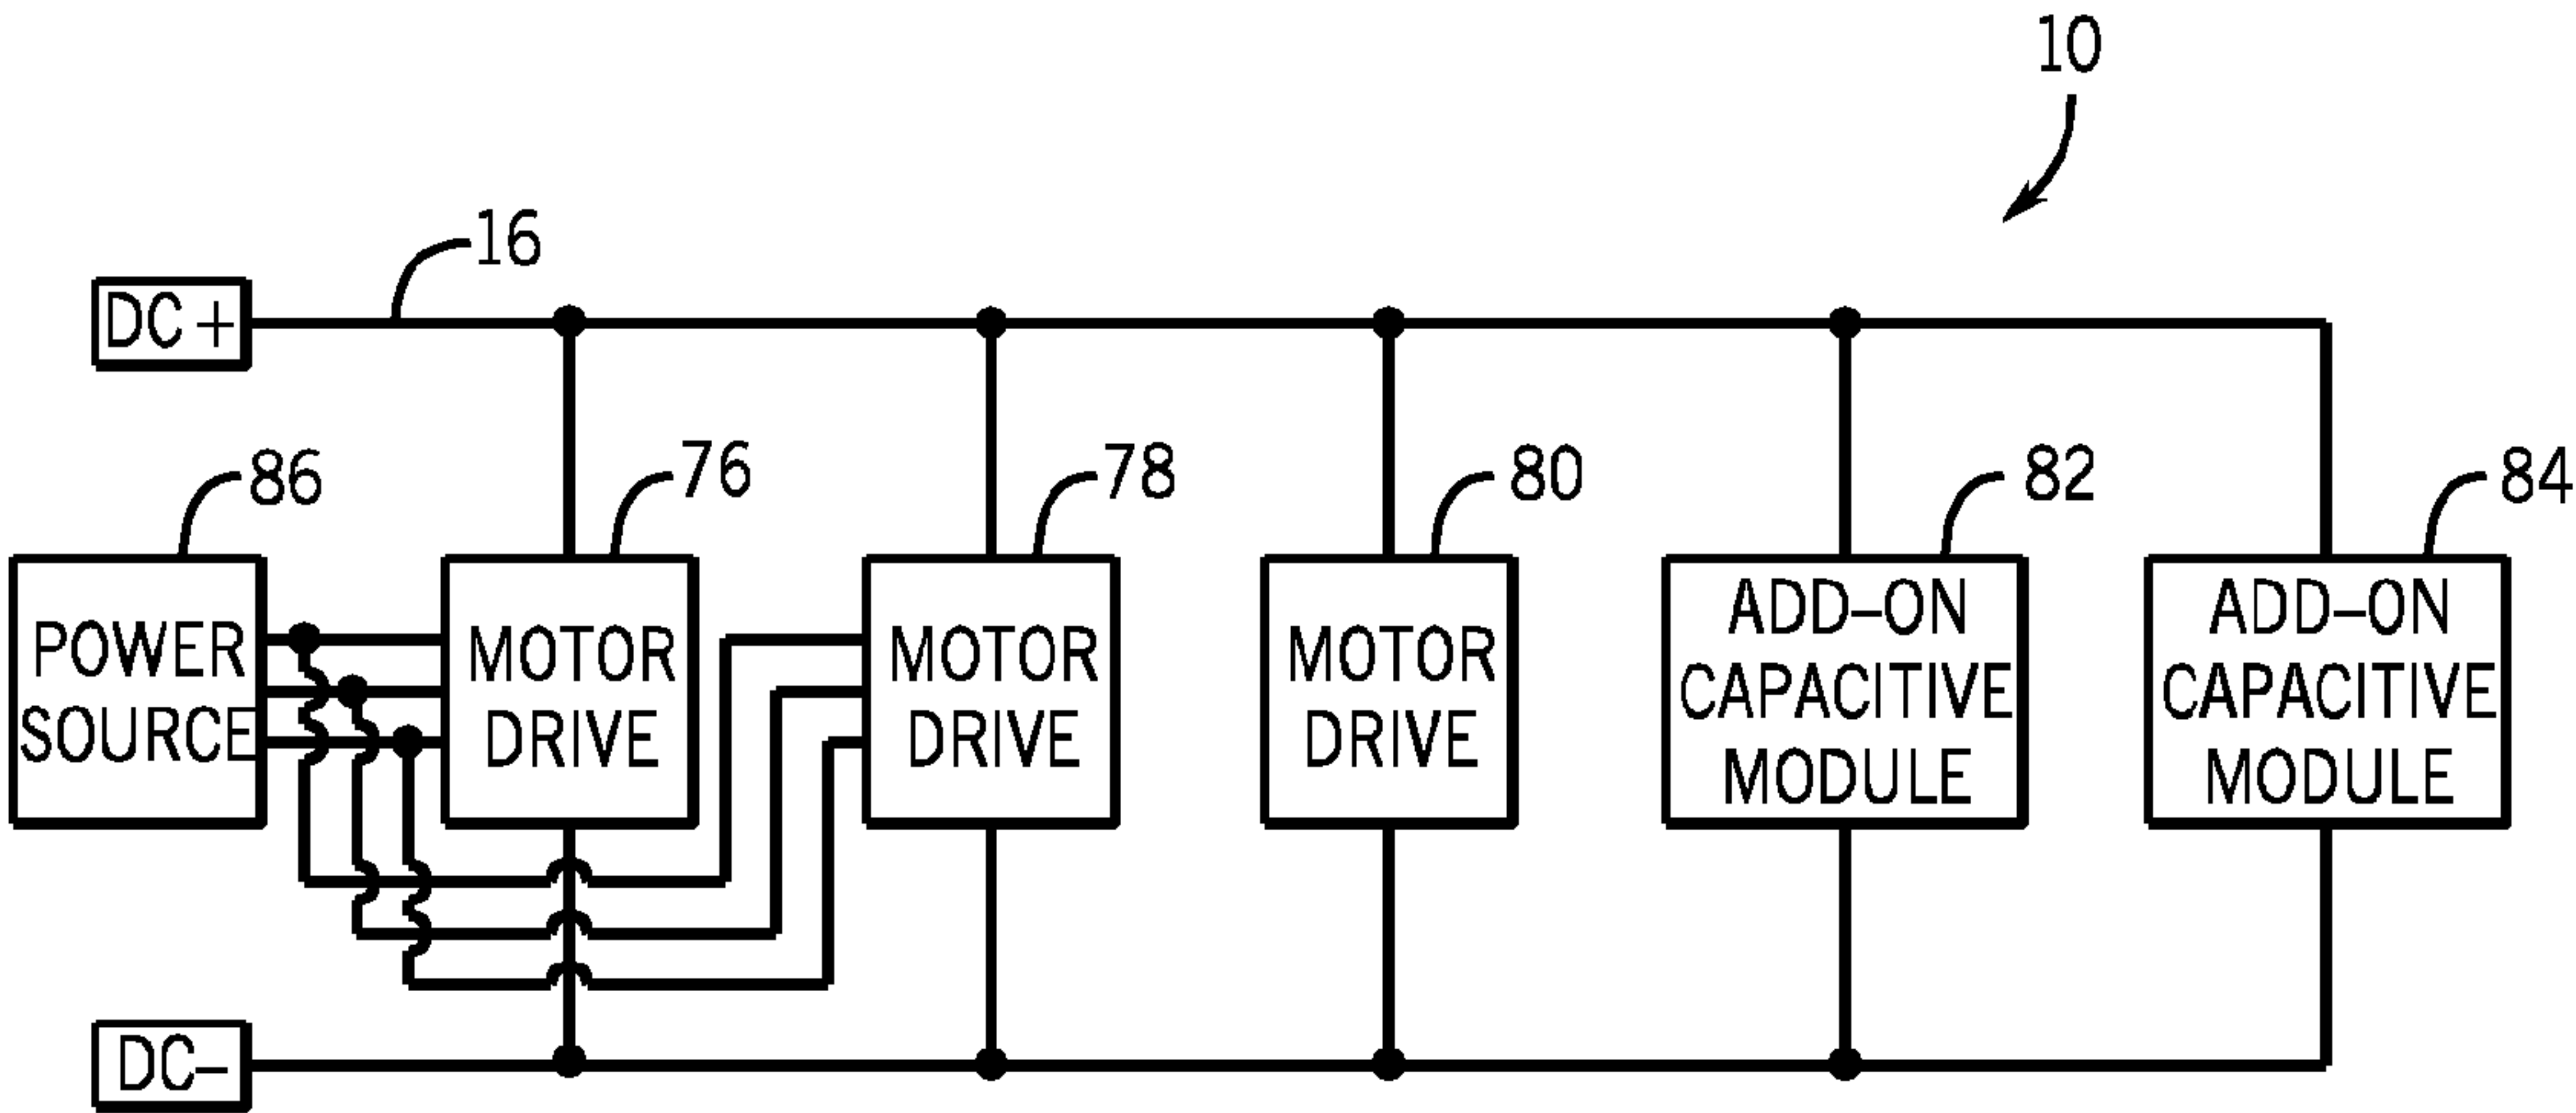 10
16
DC +
86
76
78
80
82
84
POWER
SOURCE
MOTOR
DRIVE
MOTOR
DRIVE
MOTOR
DRIVE
ADD-ON
CAPACITIVE
MODULE
ADD-ON
CAPACITIVE
MODULE
DC-